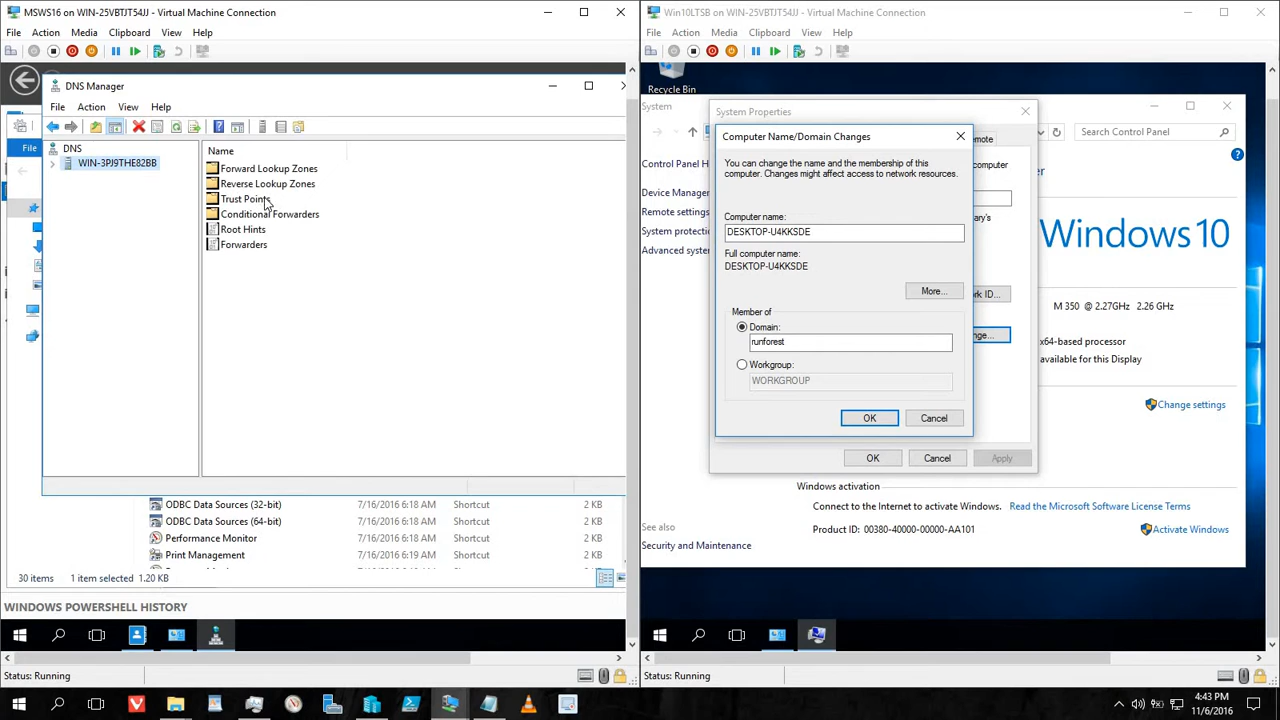 MSWS16 on WIN-25VBTJT54JJ - Virtual Machine Connection
File Action Media Clipboard View Help
DNS Manager
File Action View Help
DNS
WIN-3PJ9THE82BB
Name
Forward Lookup Zones
Reverse Lookup Zones
Trust Points
Conditional Forwarders
Root Hints
Forwarders
File
ODBC Data Sources (32-bit) 7/16/2016 6:18 AM Shortcut 2 KB
ODBC Data Sources (64-bit) 7/16/2016 6:18 AM Shortcut 2 KB
Performance Monitor 7/16/2016 6:18 AM Shortcut 2 KB
Print Management 7/16/2016 6:19 AM Shortcut 2 KB
30 items 1 item selected 1.20 KB
WINDOWS POWERSHELL HISTORY
Status: Running
Win10LTSB on WIN-25VBTJT54JJ - Virtual Machine Connection
File Action Media Clipboard View Help
Recycle Bin
System
Search Control Panel
Control Panel H
Device Manager
Remote settings
System protecti
Advanced syste
System Properties
mote
computer
ary's
rk ID...
nge...
OK Cancel Apply
Computer Name/Domain Changes
You can change the name and the membership of this
computer. Changes might affect access to network resources.
Computer name:
DESKTOP-U4KKSDE
Full computer name:
DESKTOP-U4KKSDE
More...
Member of
Domain:
runforest
Workgroup:
WORKGROUP
OK Cancel
er
Windows 10
M 350 @ 2.27GHz 2.26 GHz
x64-based processor
available for this Display
Change settings
Windows activation
Connect to the Internet to activate Windows. Read the Microsoft Software License Terms
Product ID: 00380-40000-00000-AA101
Activate Windows
See also
Security and Maintenance
Status: Running
4:43 PM
11/6/2016